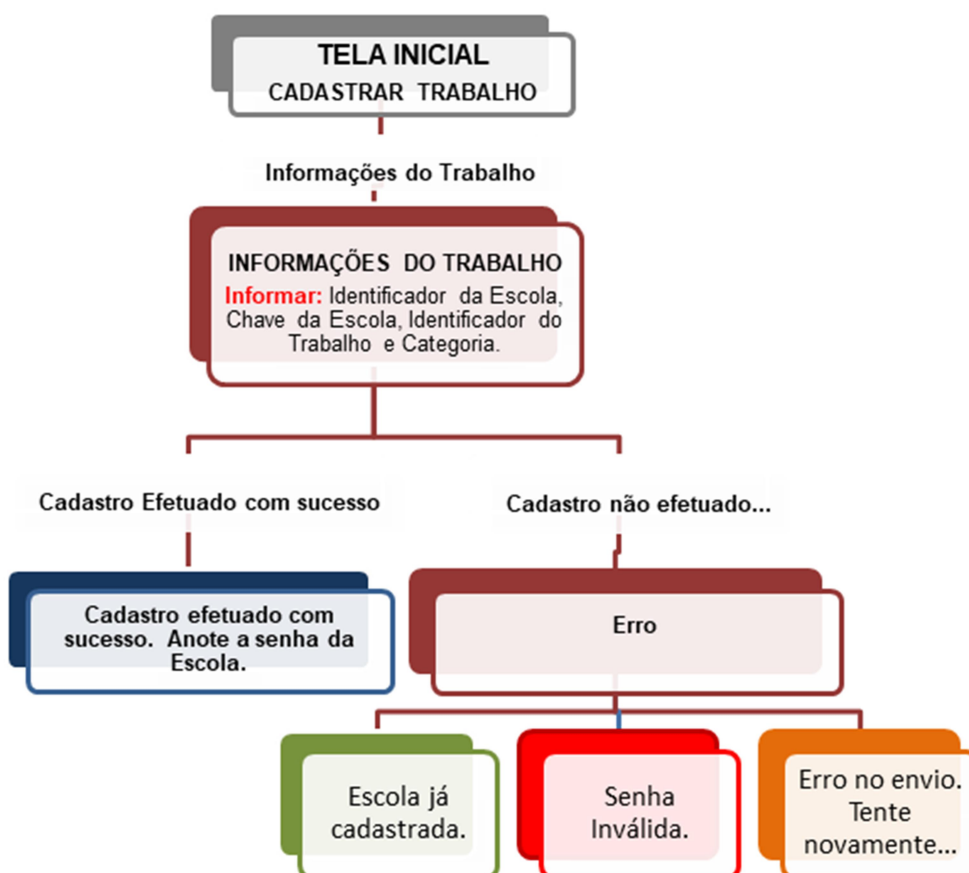 TELA INICIAL
CADASTRAR TRABALHO
Informações do Trabalho
INFORMAÇÕES DO TRABALHO
Informar: Identificador da Escola,
Chave da Escola, Identificador do
Trabalho e Categoria.
Cadastro Efetuado com sucesso
Cadastro não efetuado...
Cadastro efetuado com
sucesso. Anote a senha da
Escola.
Erro
Escola já
cadastrada.
Senha
Inválida.
Erro no envio.
Tente
novamente...